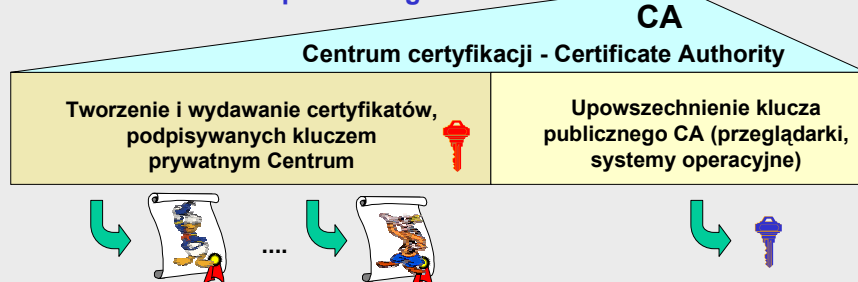 CA
Centrum certyfikacji - Certificate Authority
Tworzenie i wydawanie certyfikatów,
podpisywanych kluczem
prywatnym Centrum
Upowszechnienie klucza
publicznego CA (przeglądarki,
systemy operacyjne)
....